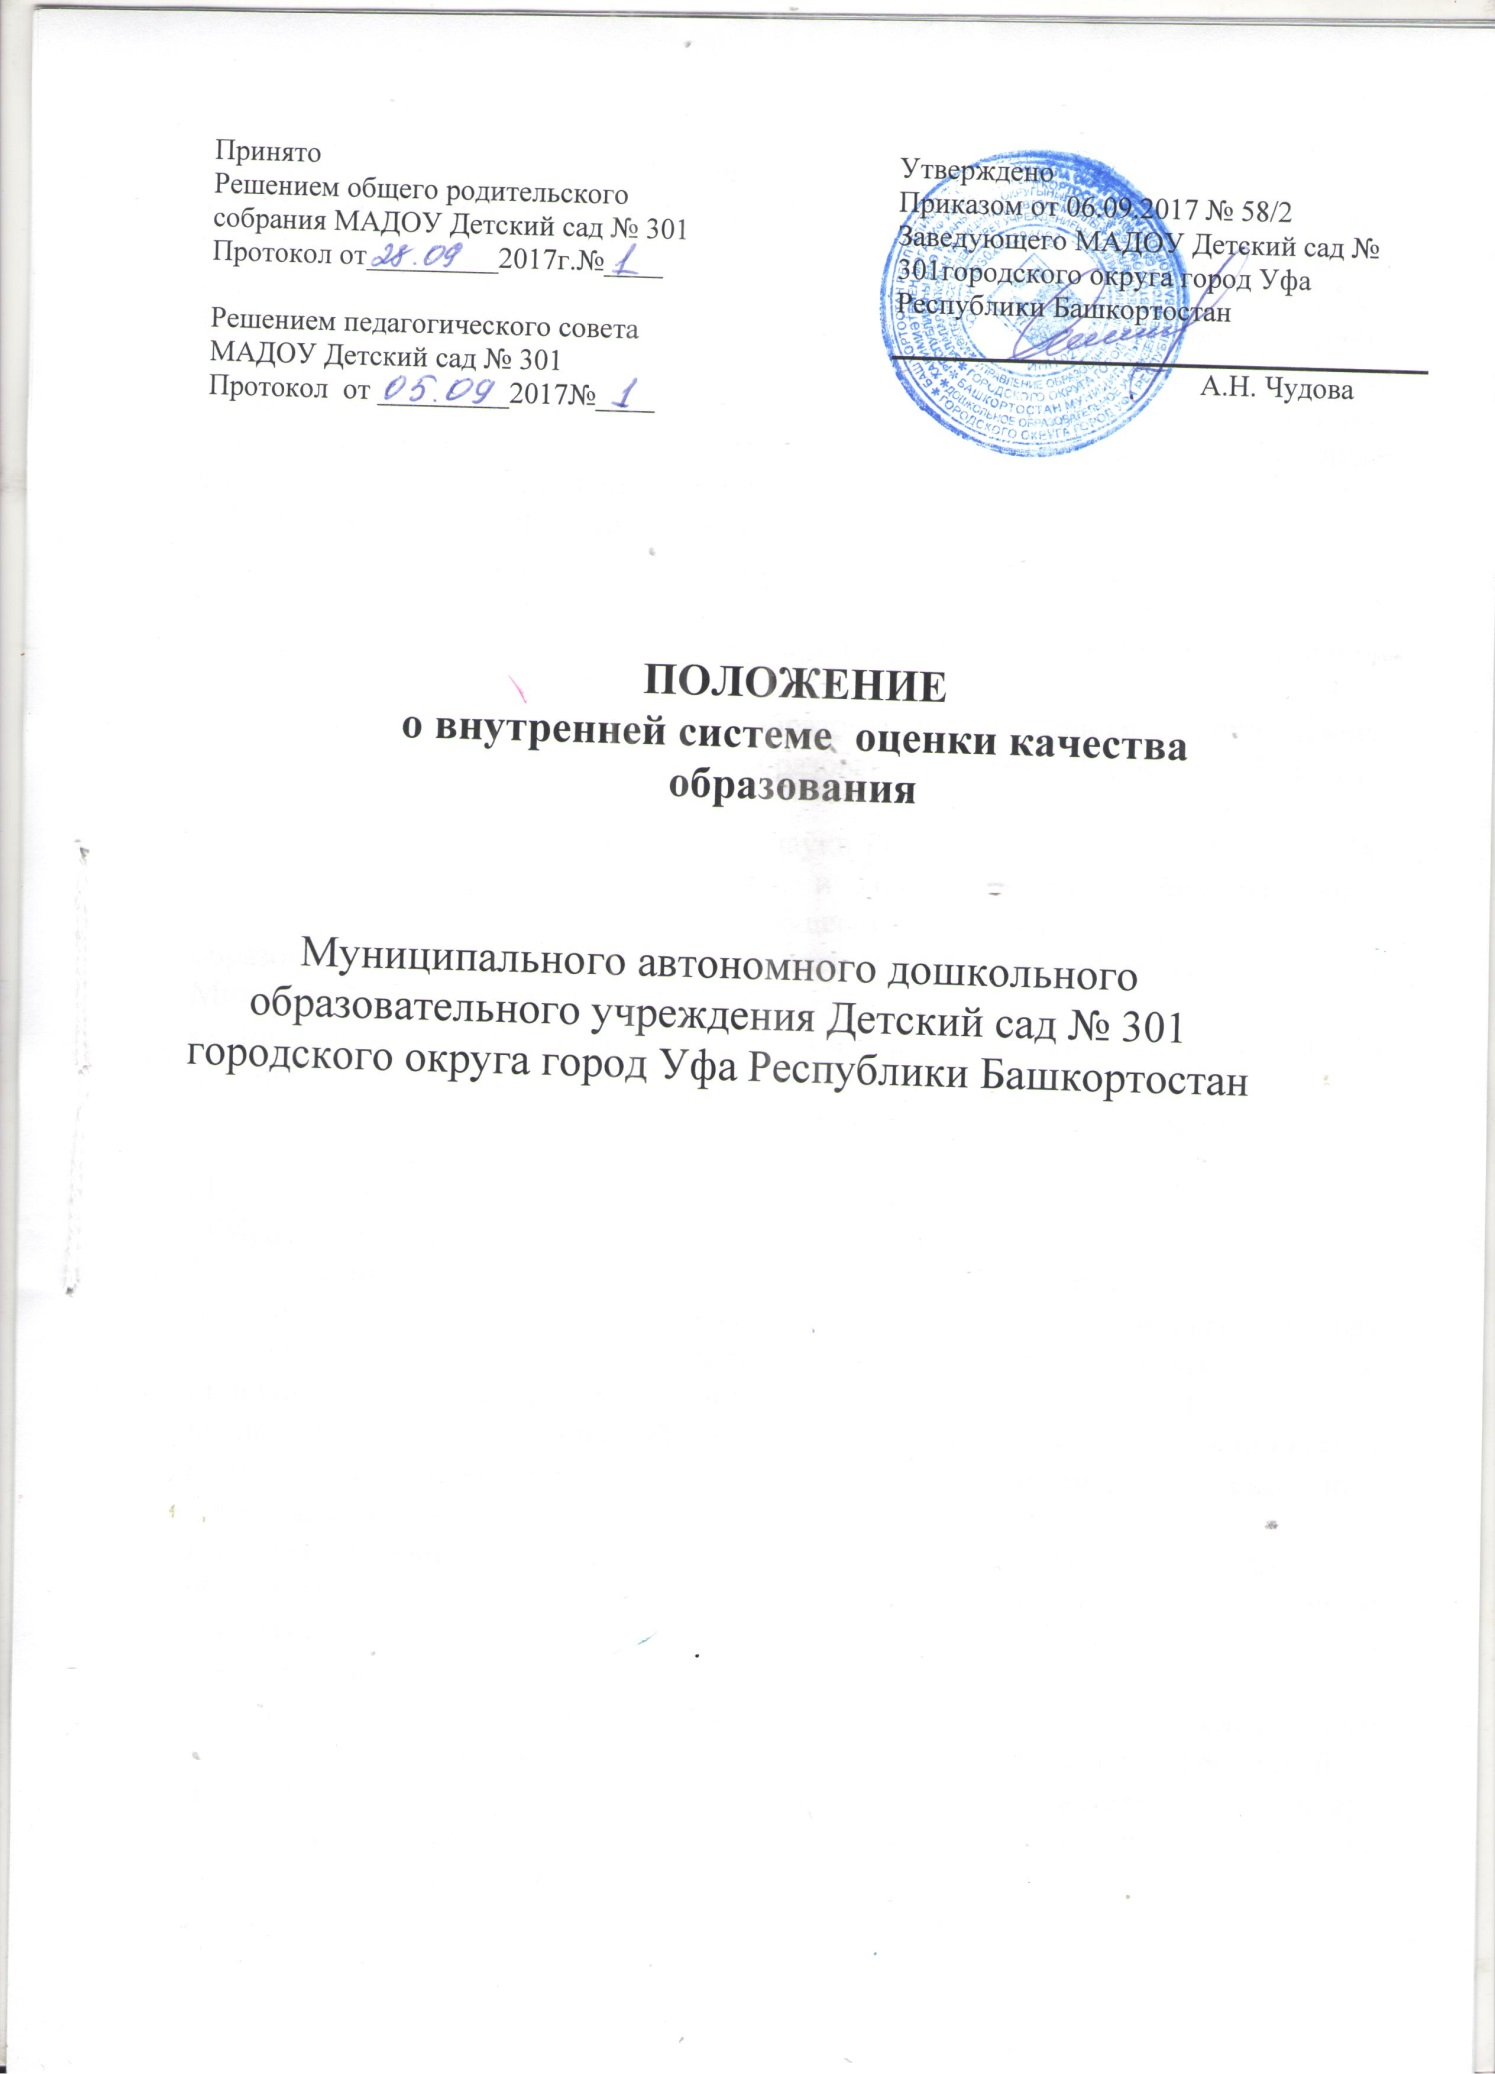 Принято
Решением общего родительского
собрания МАДОУ Детский сад № 301
Протокол от 28.09 2017г.№ 1
Решением педагогического совета
МАДОУ Детский сад № 301
Протокол от 05.09 2017№ 1
Утверждено
Приказом от 06.09.2017 № 58/2
Заведующего МАДОУ Детский сад №
301городского округа город Уфа
Республики Башкортостан
А.Н. Чудова
ПОЛОЖЕНИЕ
о внутренней системе оценки качества
образования
Муниципального автономного дошкольного
образовательного учреждения Детский сад № 301
городского округа город Уфа Республики Башкортостан